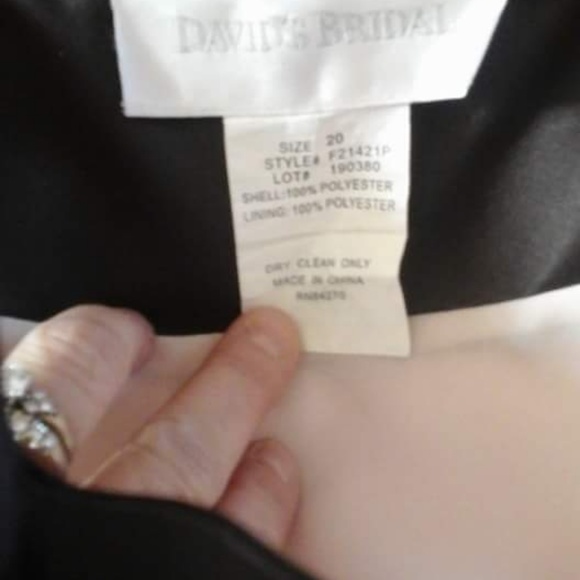 DAVID'S BRIDAL
SIZE 20
STYLE# F21421P
LOT# 190380
SHELL:100% POLYESTER
LINING: 100% POLYESTER
DRY CLEAN ONLY
MADE IN CHINA
RN84270